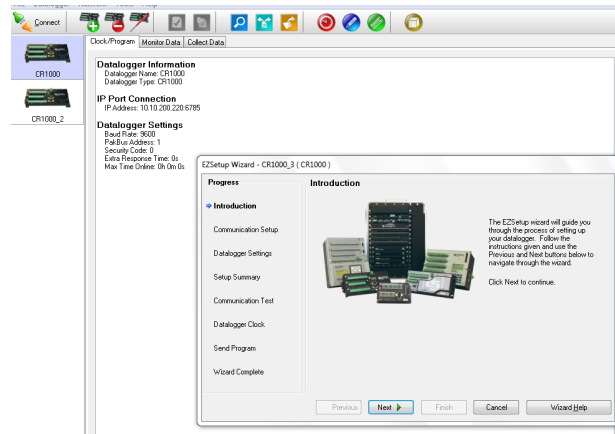 Connect
Clock/Program Monitor Data Collect Data
CR1000
CR1000_2
Datalogger Information
Datalogger Name: CR1000
Datalogger Type: CR1000
IP Port Connection
IP Address: 10.10.200.220:6785
Datalogger Settings
Baud Rate: 9600
PakBus Address: 1
Security Code: 0
Extra Response Time: 0s
Max Time Online: 0h 0m 0s
EZSetup Wizard - CR1000_3 ( CR1000 )
Progress
Introduction
Communication Setup
Datalogger Settings
Setup Summary
Communication Test
Datalogger Clock
Send Program
Wizard Complete
Introduction
The EZSetup wizard will guide you
through the process of setting up
your datalogger. Follow the
instructions given and use the
Previous and Next buttons below to
navigate through the wizard.
Click Next to continue.
Previous Next Finish Cancel Wizard Help